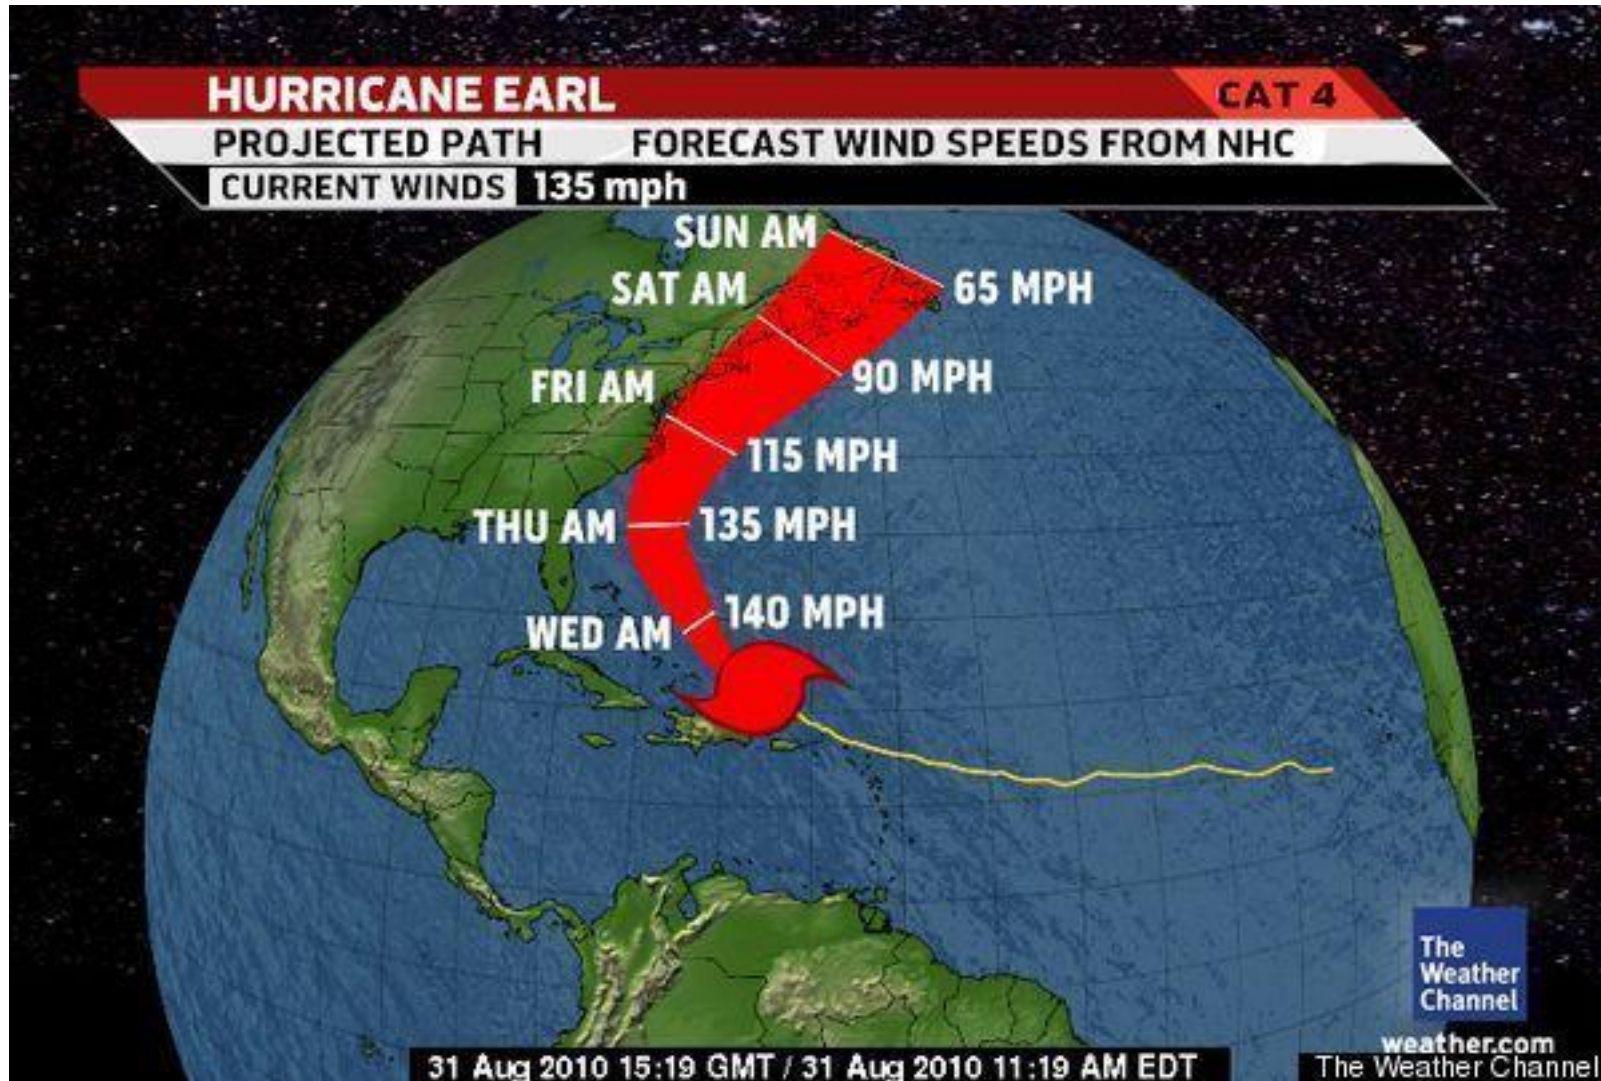 HURRICANE EARL
CAT 4
PROJECTED PATH FORECAST WIND SPEEDS FROM NHC
CURRENT WINDS 135 mph
SUN AM
65 MPH
SAT AM
90 MPH
FRI AM
115 MPH
THU AM
135 MPH
WED AM
140 MPH
The
Weather
Channel
weather.com
31 Aug 2010 15:19 GMT / 31 Aug 2010 11:19 AM EDT
The Weather Channel